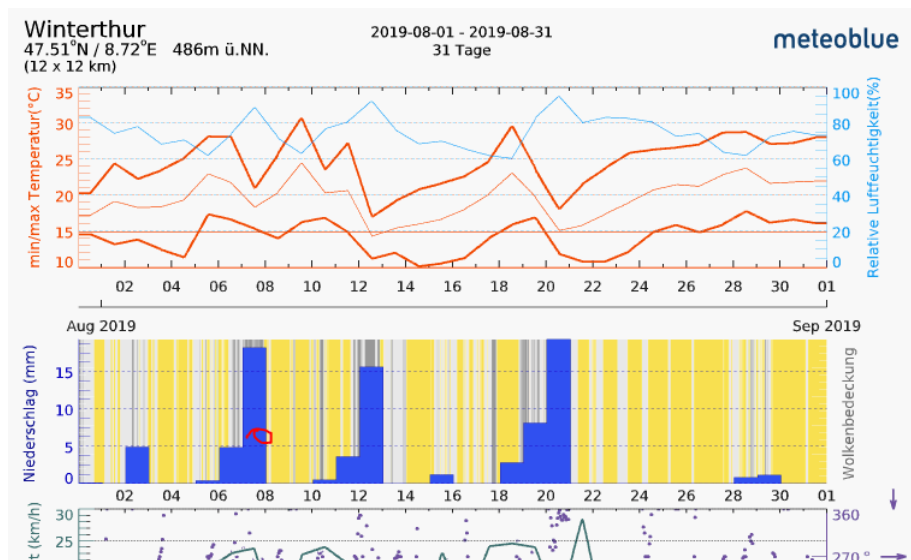 Winterthur
47.51°N / 8.72°E 486m ü.NN.
(12 x 12 km)
2019-08-01 - 2019-08-31
31 Tage
meteoblue
min/max Temperatur(°C)
35
30
25
20
15
10
Relative Luftfeuchtigkeit(%)
100
80
60
40
20
0
02 04 06 08 10 12 14 16 18 20 22 24 26 28 30 01
Aug 2019 Sep 2019
Niederschlag (mm)
15
10
5
0
Wolkenbedeckung
02 04 06 08 10 12 14 16 18 20 22 24 26 28 30 01
(km/h)
30
25
360
270°